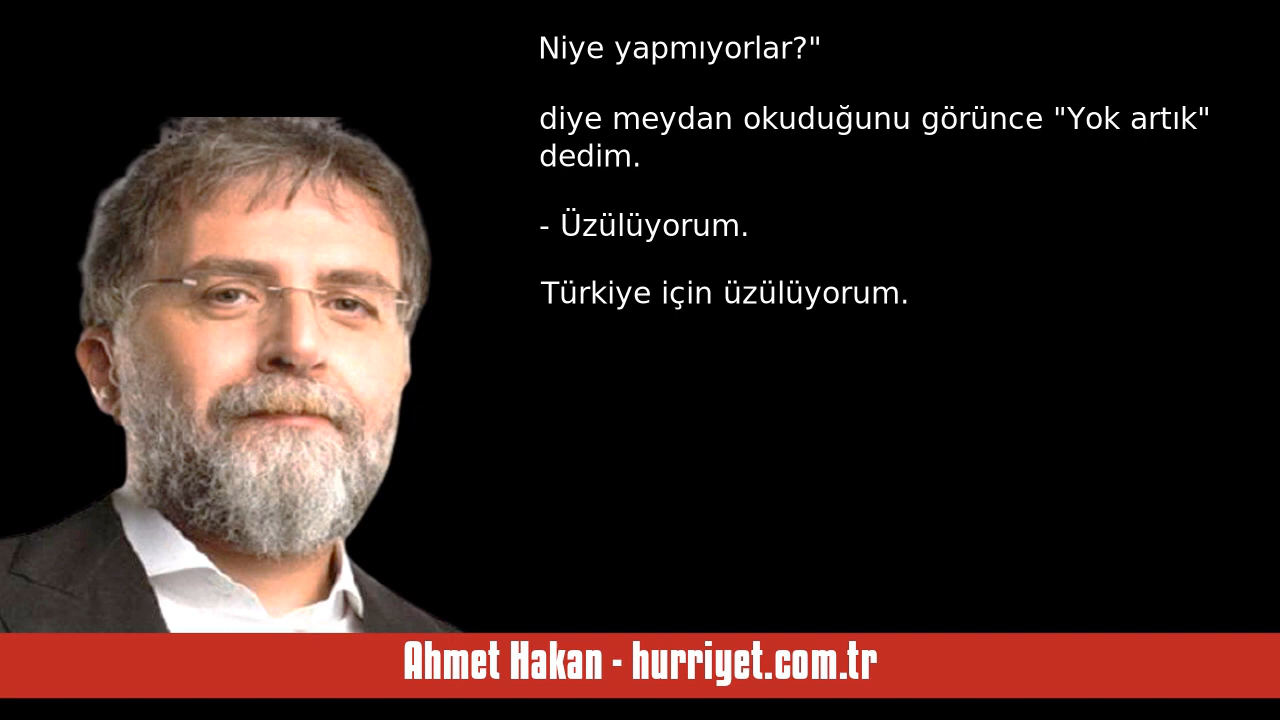 Niye yapmıyorlar?"
diye meydan okuduğunu görünce "Yok artık"
dedim.
- Üzülüyorum.
Türkiye için üzülüyorum.
Ahmet Hakan - hurriyet.com.tr